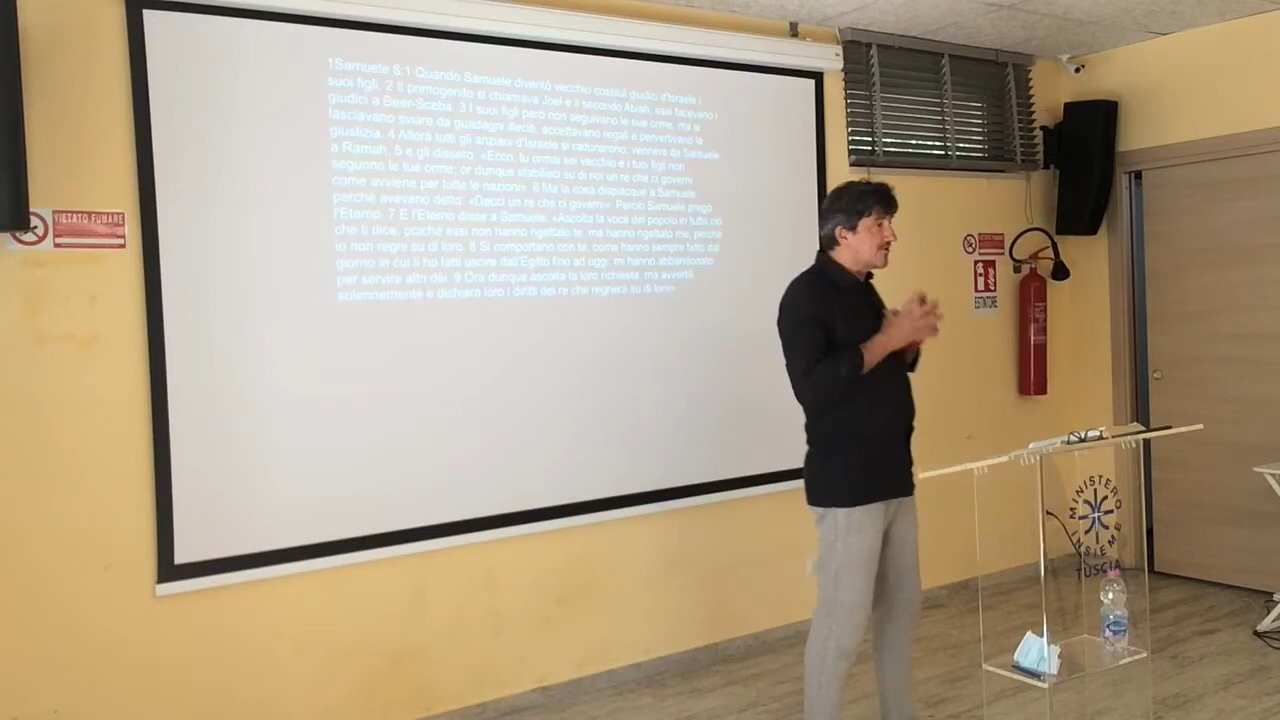 1Samuele 8:1 Quando Samuele diventò vecchio costituì giudici d'Israele i
suoi figli. 2 Il primogenito si chiamava Joel e il secondo Abiah; essi facevano i
giudici a Beer-Sceba. 3 I suoi figli però non seguivano le sue orme, ma si
lasciavano sviare da guadagni illeciti, accettavano regali e pervertivano la
giustizia. 4 Allora tutti gli anziani d'Israele si radunarono, vennero da Samuele
a Ramah, 5 e gli dissero: «Ecco, tu ormai sei vecchio e i tuoi figli non
seguono le tue orme; or dunque stabilisci su di noi un re che ci governi
come avviene per tutte le nazioni». 6 Ma la cosa dispiacque a Samuele
perché avevano detto: «Dacci un re che ci governi». Perciò Samuele pregò
l'Eterno. 7 E l'Eterno disse a Samuele: «Ascolta la voce del popolo in tutto ciò
che ti dice, poiché essi non hanno rigettato te, ma hanno rigettato me, perché
io non regni su di loro. 8 Si comportano con te, come hanno sempre fatto dal
giorno in cui li ho fatti uscire dall'Egitto fino ad oggi: mi hanno abbandonato
per servire altri dèi. 9 Ora dunque ascolta la loro richiesta, ma avvertili
solennemente e dichiara loro i diritti del re che regnerà su di loro»
VIETATO FUMARE
VIETATO FUMARE
ESTINTORE
MINISTERO
INSIEME
TUSCIA